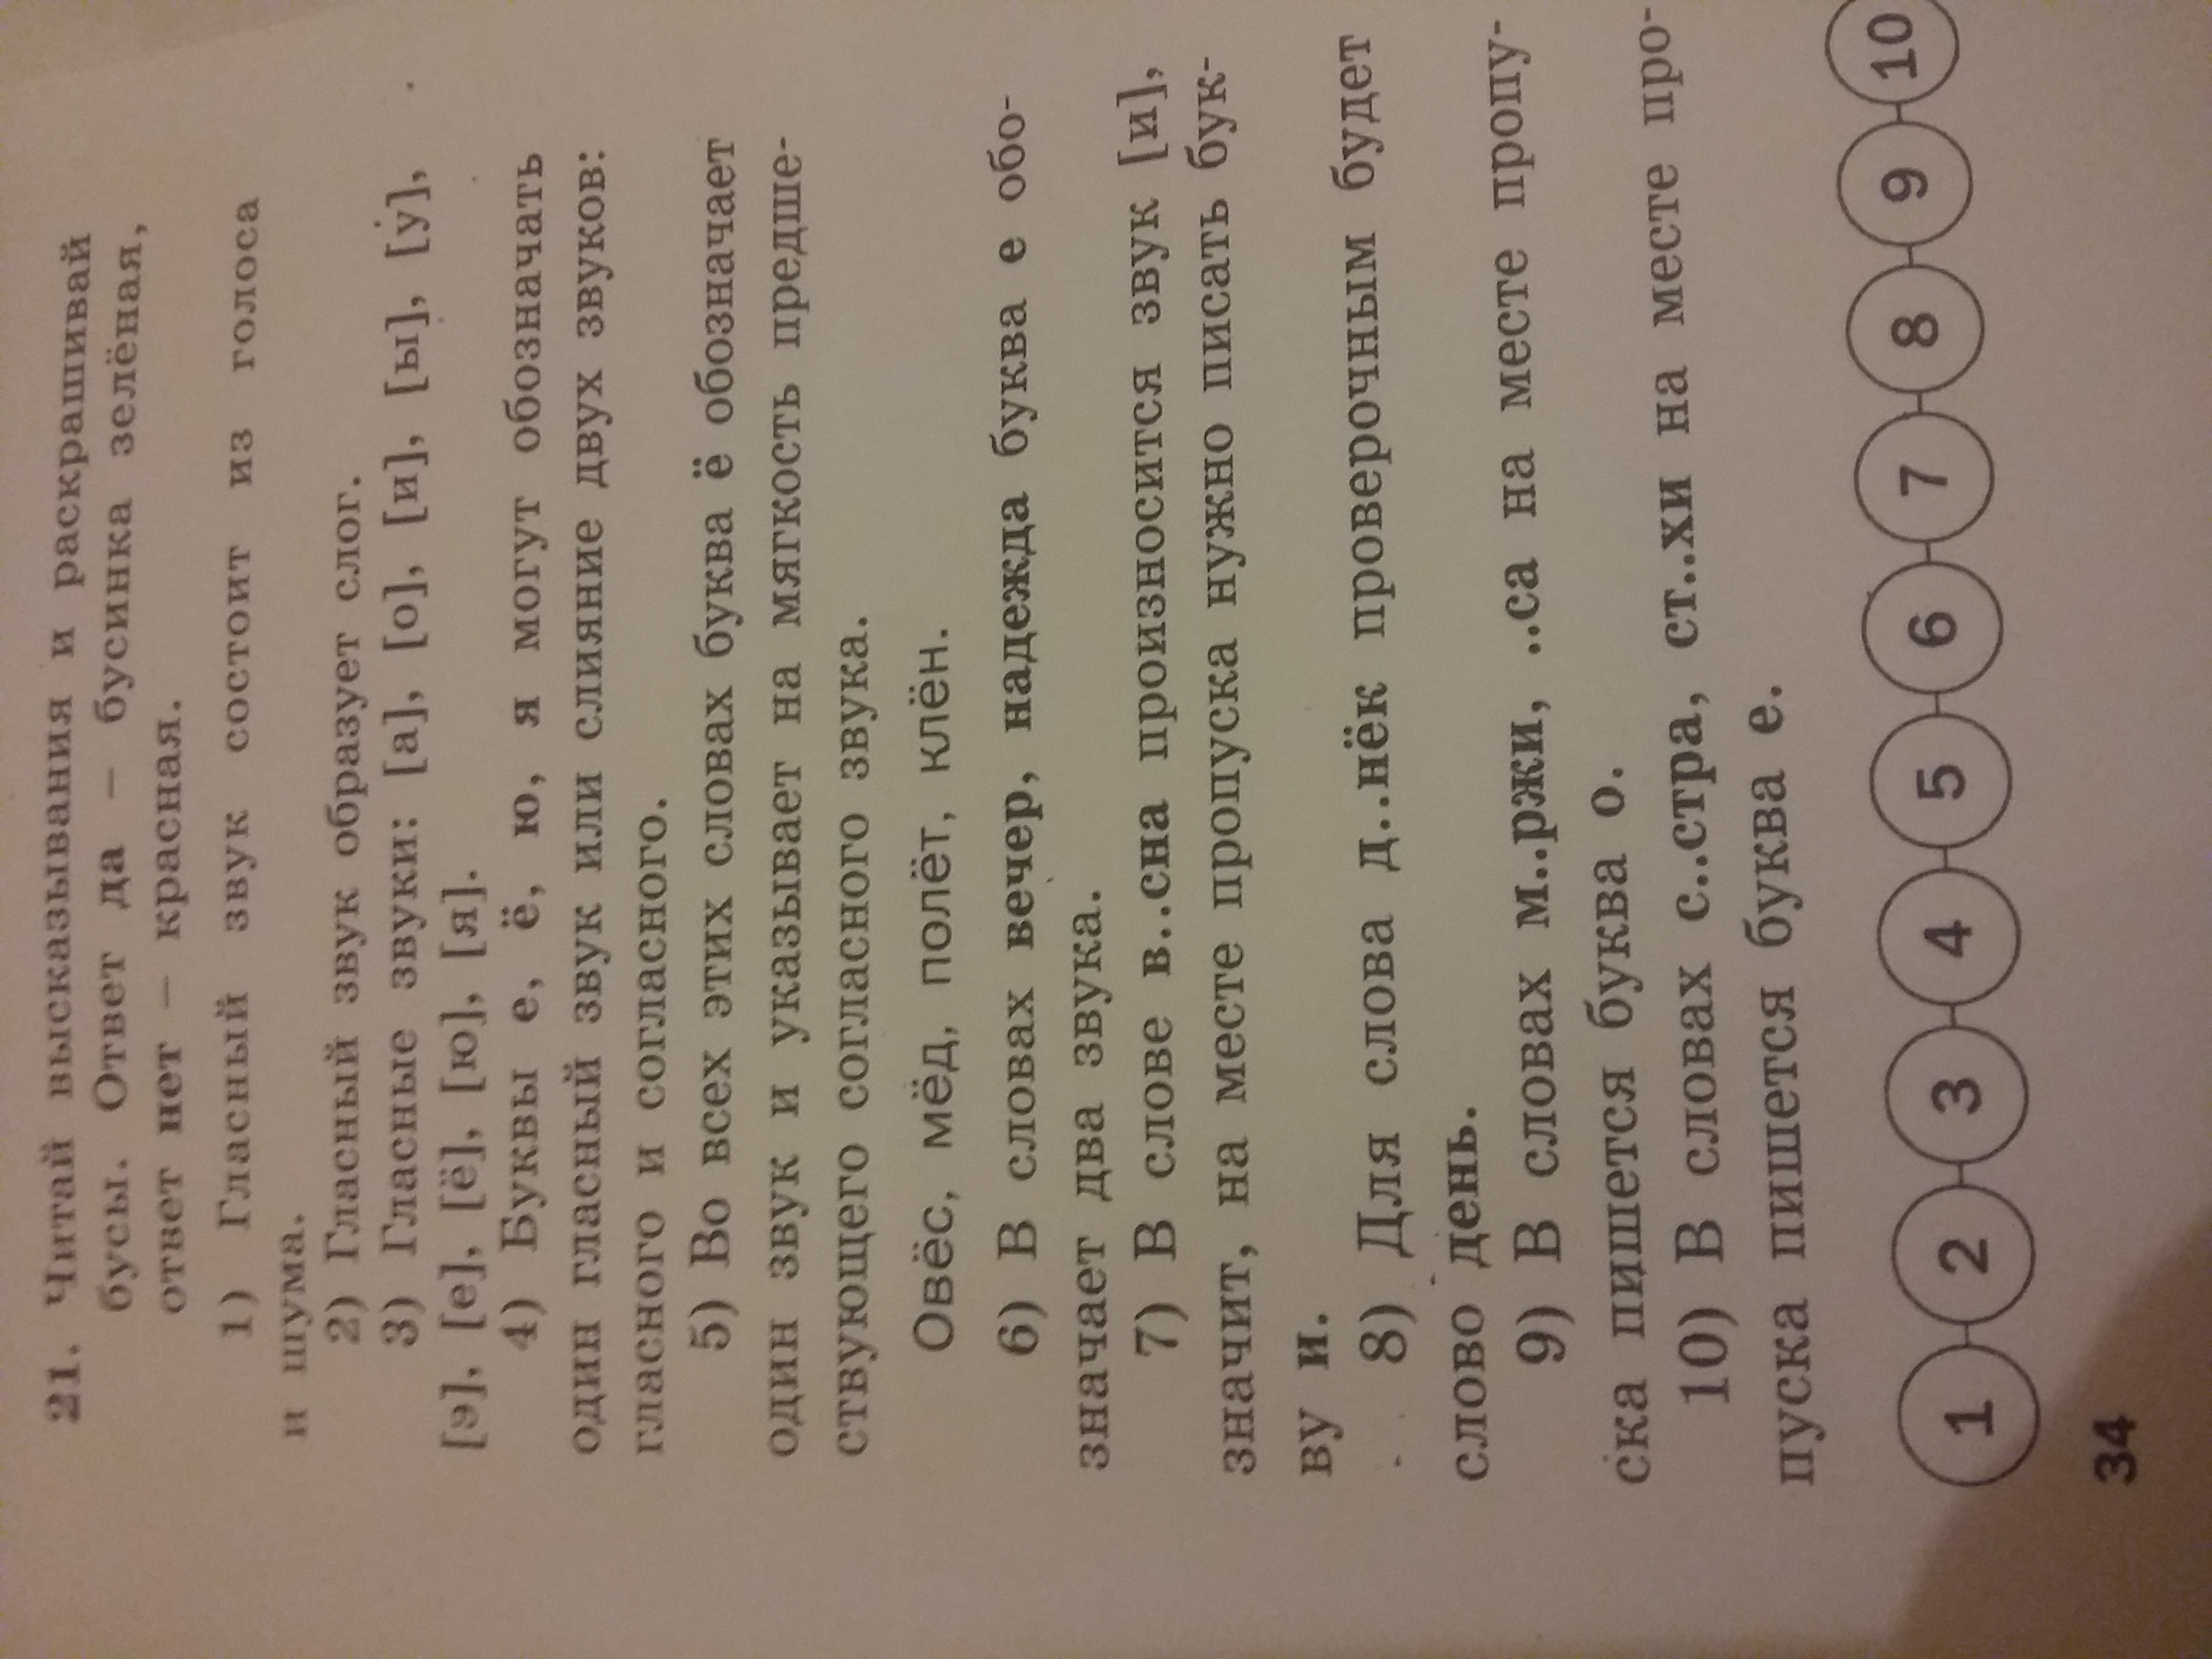 21. Читай высказывания и раскрашивай
бусы. Ответ да – бусинка зелёная,
ответ нет – красная.
1) Гласный звук состоит из голоса
и шума.
2) Гласный звук образует слог.
3) Гласные звуки: [а], [о], [и], [ы], [у],
[э], [е], [ё], [ю], [я].
4) Буквы е, ё, ю, я могут обозначать
один гласный звук или слияние двух звуков:
гласного и согласного.
5) Во всех этих словах буква ё обозначает
один звук и указывает на мягкость предше-
ствующего согласного звука.
Овёс, мёд, полёт, клён.
6) В словах вечер, надежда буква е обо-
значает два звука.
7) В слове в..сна произносится звук [и],
значит, на месте пропуска нужно писать бук-
ву и.
8) Для слова д..нёк проверочным будет
слово день.
9) В словах м..ржи, ..са на месте пропу-
ска пишется буква о.
10) В словах с..стра, ст..хи на месте про-
пуска пишется буква е.
1 2 3 4 5 6 7 8 9 10
34